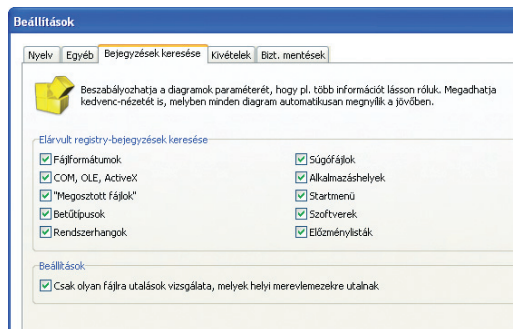 Beállítások
Nyelv Egyéb Bejegyzések keresése Kivételek Bizt. mentések
Beszabályozhatja a diagramok paraméterét, hogy pl. több információt lásson róluk. Megadhatja
kedvenc-nézetét is, melyben minden diagram automatikusan megnyílik a jövőben.
Elárvult registry-bejegyzések keresése
Fájlformátumok
COM, OLE, ActiveX
"Megosztott fájlok"
Betűtípusok
Rendszerhangok
Súgófájlok
Alkalmazáshelyek
Startmenü
Szoftverek
Előzménylisták
Beállítások
Csak olyan fájlra utalások vizsgálata, melyek helyi merevlemezekre utalnak